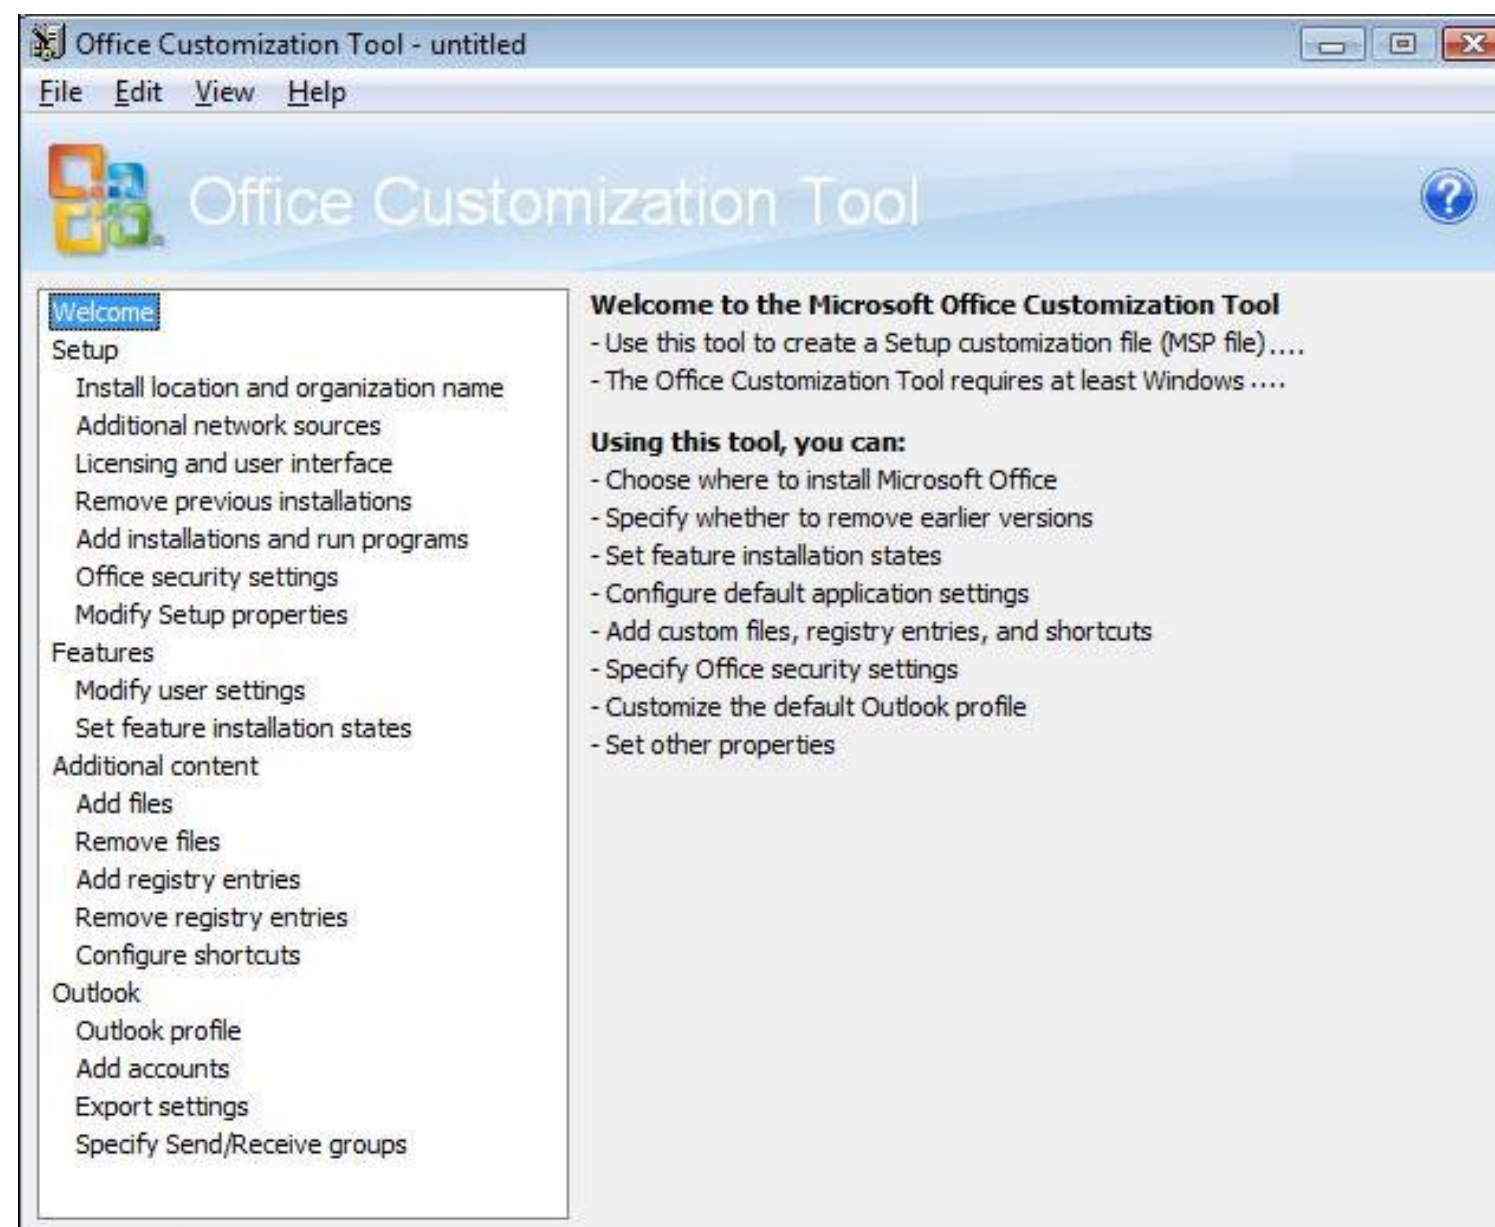 Office Customization Tool - untitled
File Edit View Help
Office Customization Tool
Welcome
Setup
Install location and organization name
Additional network sources
Licensing and user interface
Remove previous installations
Add installations and run programs
Office security settings
Modify Setup properties
Features
Modify user settings
Set feature installation states
Additional content
Add files
Remove files
Add registry entries
Remove registry entries
Configure shortcuts
Outlook
Outlook profile
Add accounts
Export settings
Specify Send/Receive groups
Welcome to the Microsoft Office Customization Tool
- Use this tool to create a Setup customization file (MSP file) ....
- The Office Customization Tool requires at least Windows ....
Using this tool, you can:
- Choose where to install Microsoft Office
- Specify whether to remove earlier versions
- Set feature installation states
- Configure default application settings
- Add custom files, registry entries, and shortcuts
- Specify Office security settings
- Customize the default Outlook profile
- Set other properties